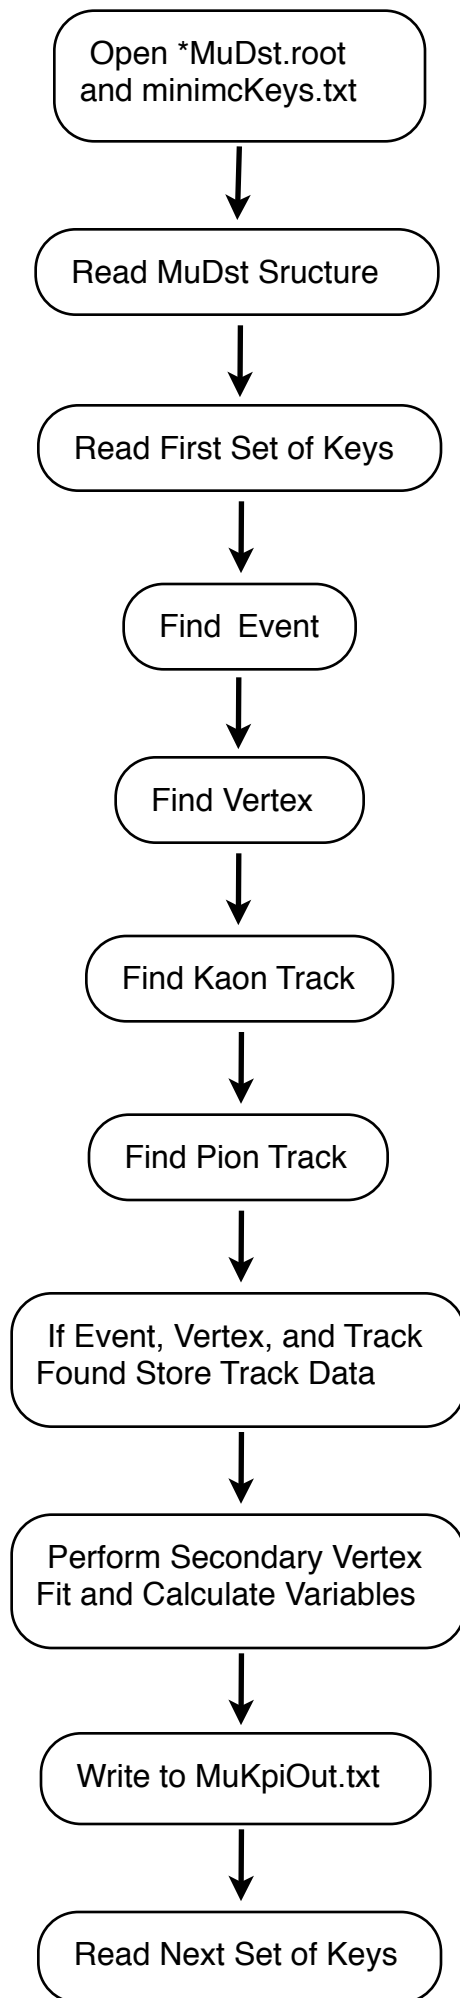 Open *MuDst.root
and minimcKeys.txt
Read MuDst Sructure
Read First Set of Keys
Find Event
Find Vertex
Find Kaon Track
Find Pion Track
If Event, Vertex, and Track
Found Store Track Data
Perform Secondary Vertex
Fit and Calculate Variables
Write to MuKpiOut.txt
Read Next Set of Keys